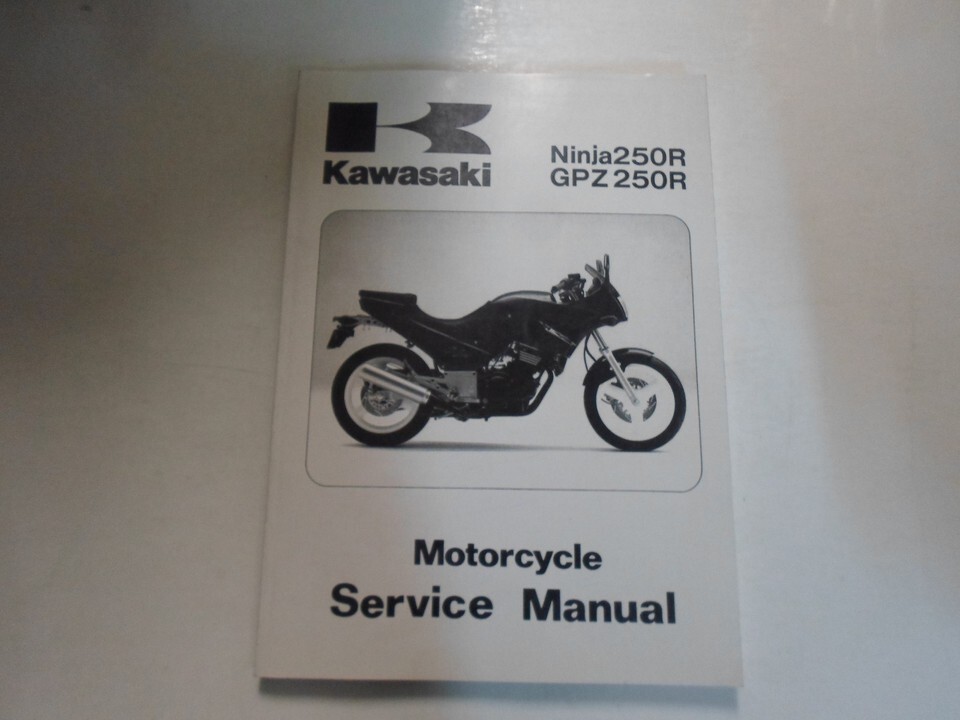 Kawasaki
Ninja250R
GPZ250R
Motorcycle
Service Manual